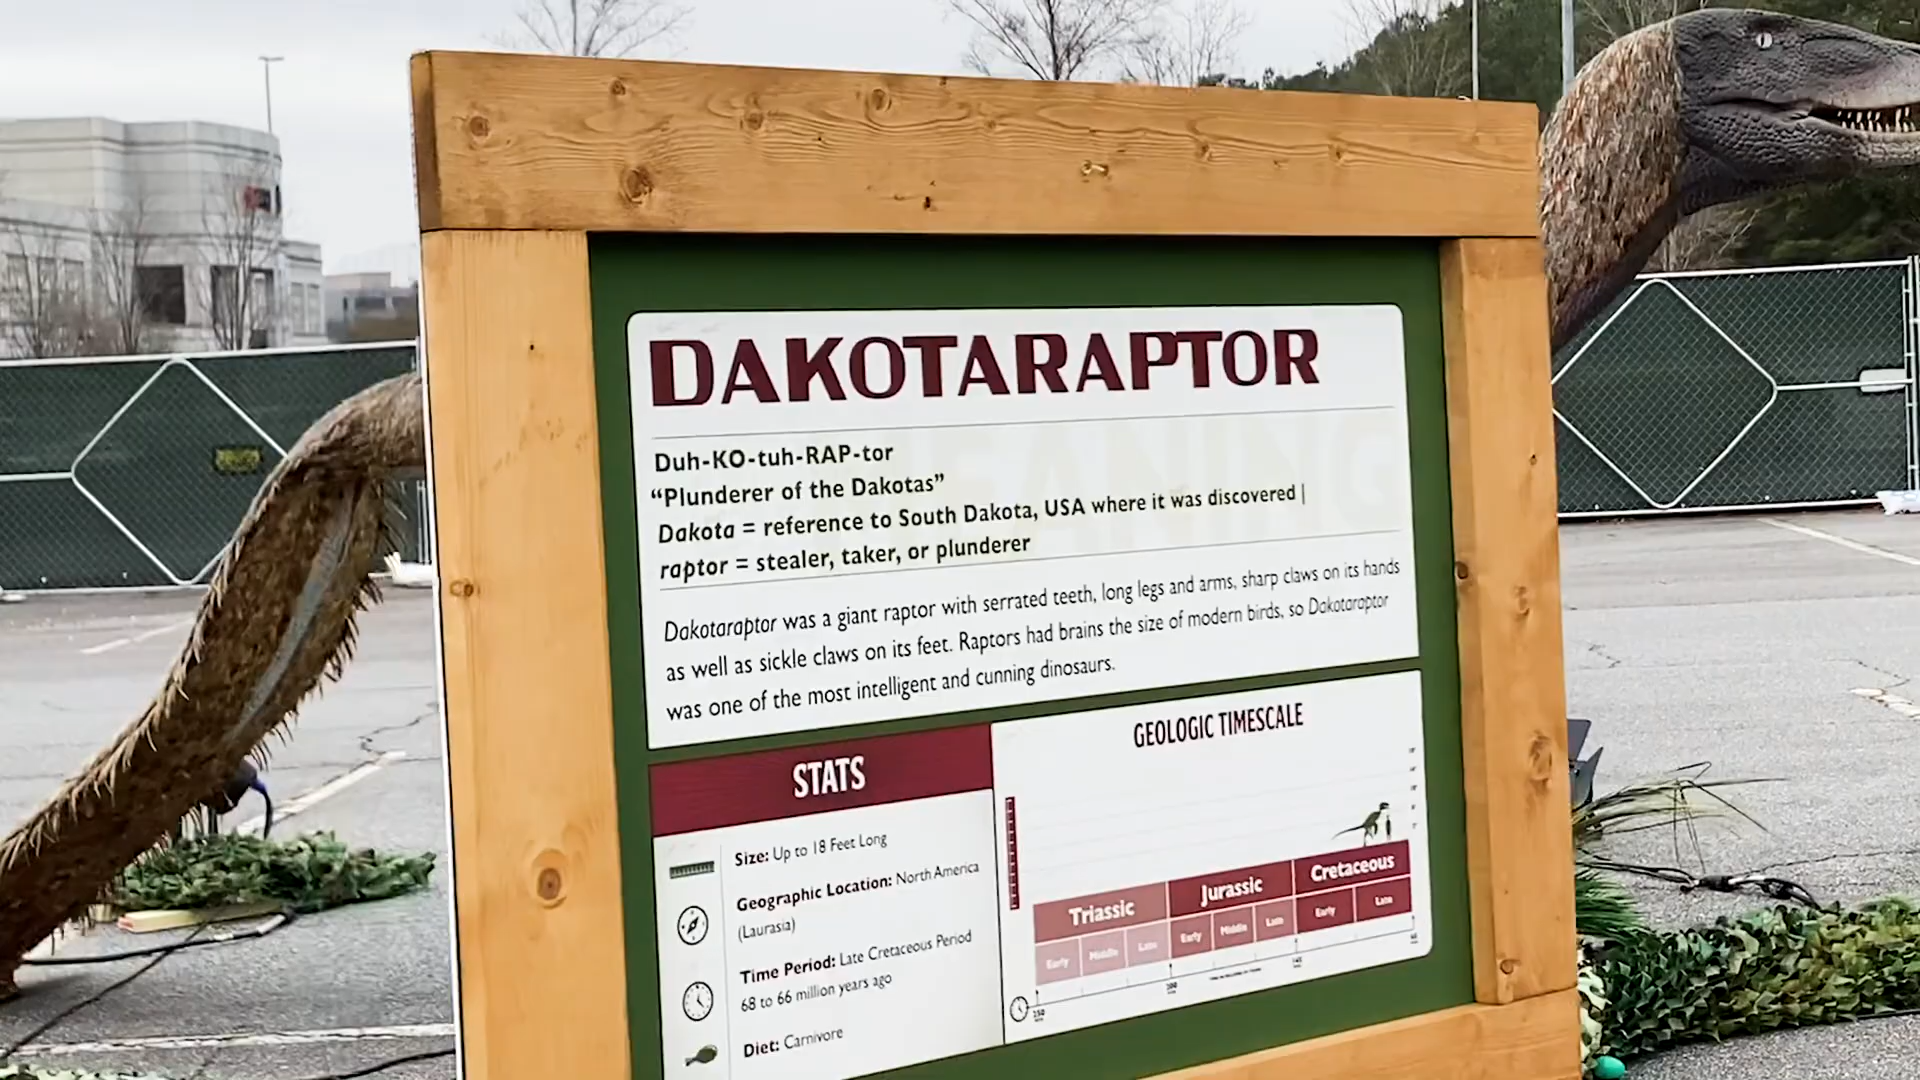 DAKOTARAPTOR
Duh-KO-tuh-RAP-tor
“Plunderer of the Dakotas”
Dakota = reference to South Dakota, USA where it was discovered |
raptor = stealer, taker, or plunderer
Dakotaraptor was a giant raptor with serrated teeth, long legs and arms, sharp claws on its hands
as well as sickle claws on its feet. Raptors had brains the size of modern birds, so Dakotaraptor
was one of the most intelligent and cunning dinosaurs.
STATS
Size: Up to 18 Feet Long
Geographic Location: North America
(Laurasia)
Time Period: Late Cretaceous Period
68 to 66 million years ago
Diet: Carnivore
GEOLOGIC TIMESCALE
Triassic Jurassic Cretaceous
Early Middle Late Early Middle Late Early Late
250 200 145